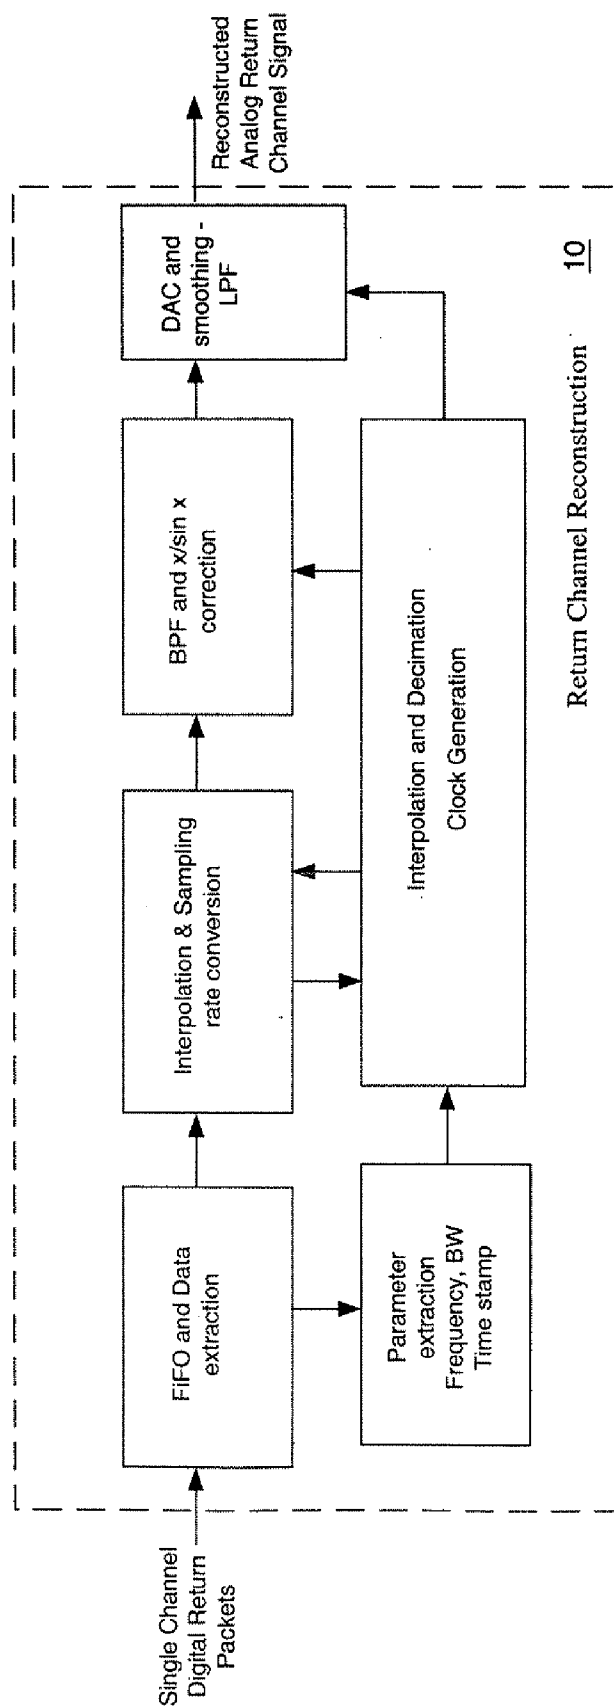 Single Channel
Digital Return
Packets
FiFO and Data
extraction
Interpolation & Sampling
rate conversion
BPF and x/sin x
correction
DAC and
smoothing -
LPF
Reconstructed
Analog Return
Channel Signal
Parameter
extraction
Frequency, BW
Time stamp
Interpolation and Decimation
Clock Generation
Return Channel Reconstruction
10